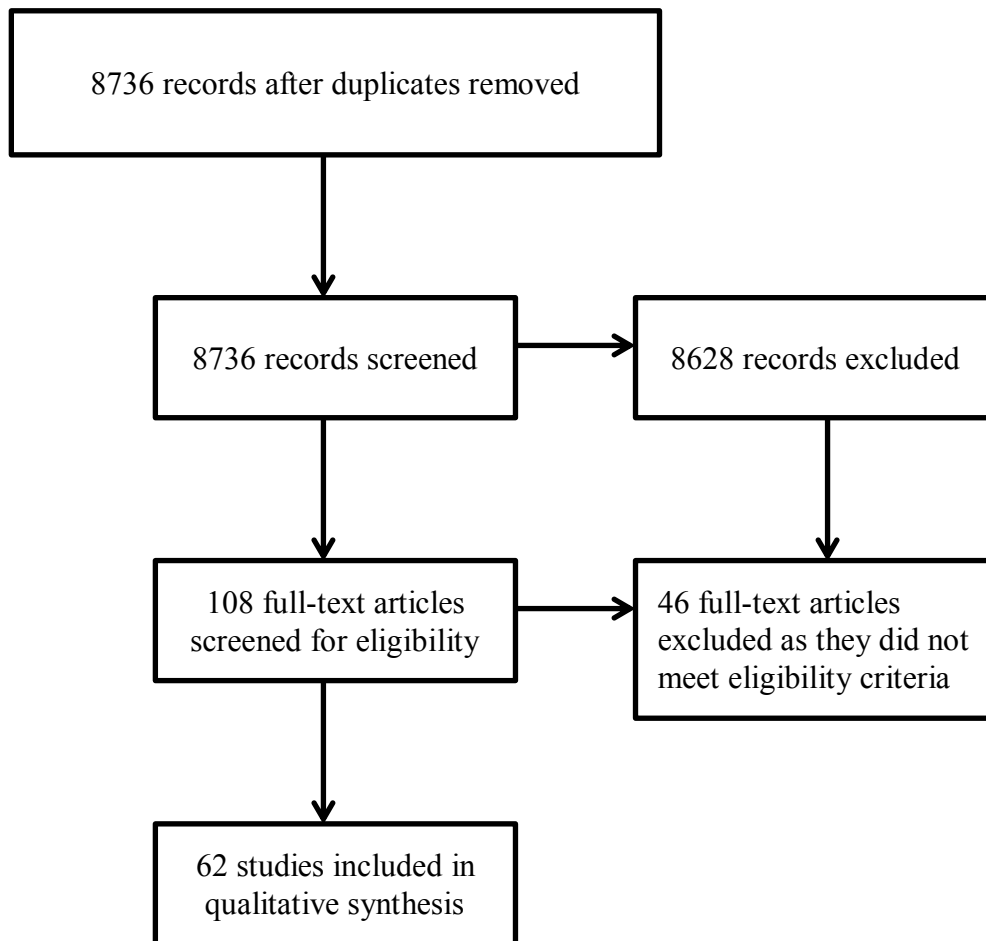 8736 records after duplicates removed
8736 records screened
8628 records excluded
108 full-text articles
screened for eligibility
46 full-text articles
excluded as they did not
meet eligibility criteria
62 studies included in
qualitative synthesis